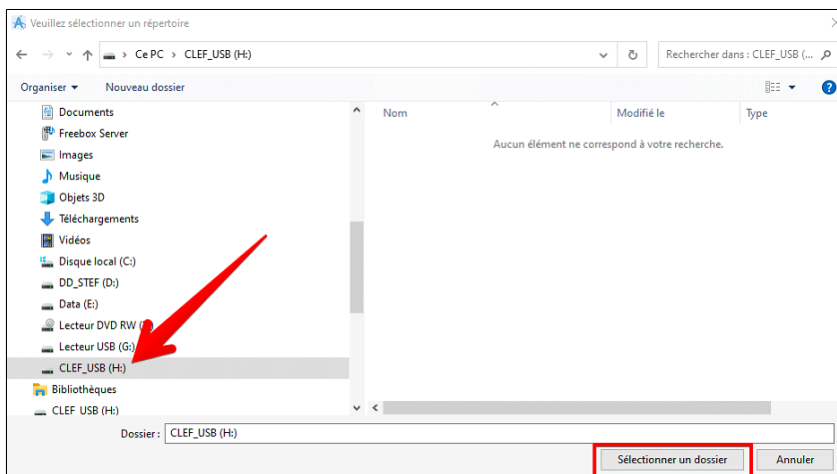 Veuillez sélectionner un répertoire
Ce PC > CLEF_USB (H:)
Rechercher dans : CLEF_USB (...
Organiser Nouveau dossier
Nom Modifié le Type
Aucun élément ne correspond à votre recherche.
Documents
Freebox Server
Images
Musique
Objets 3D
Téléchargements
Vidéos
Disque local (C:)
DD_STEF (D:)
Data (E:)
Lecteur DVD RW
Lecteur USB (G:)
CLEF_USB (H:)
Bibliothèques
CLEF_USB (H:)
Dossier : CLEF_USB (H:)
Sélectionner un dossier Annuler